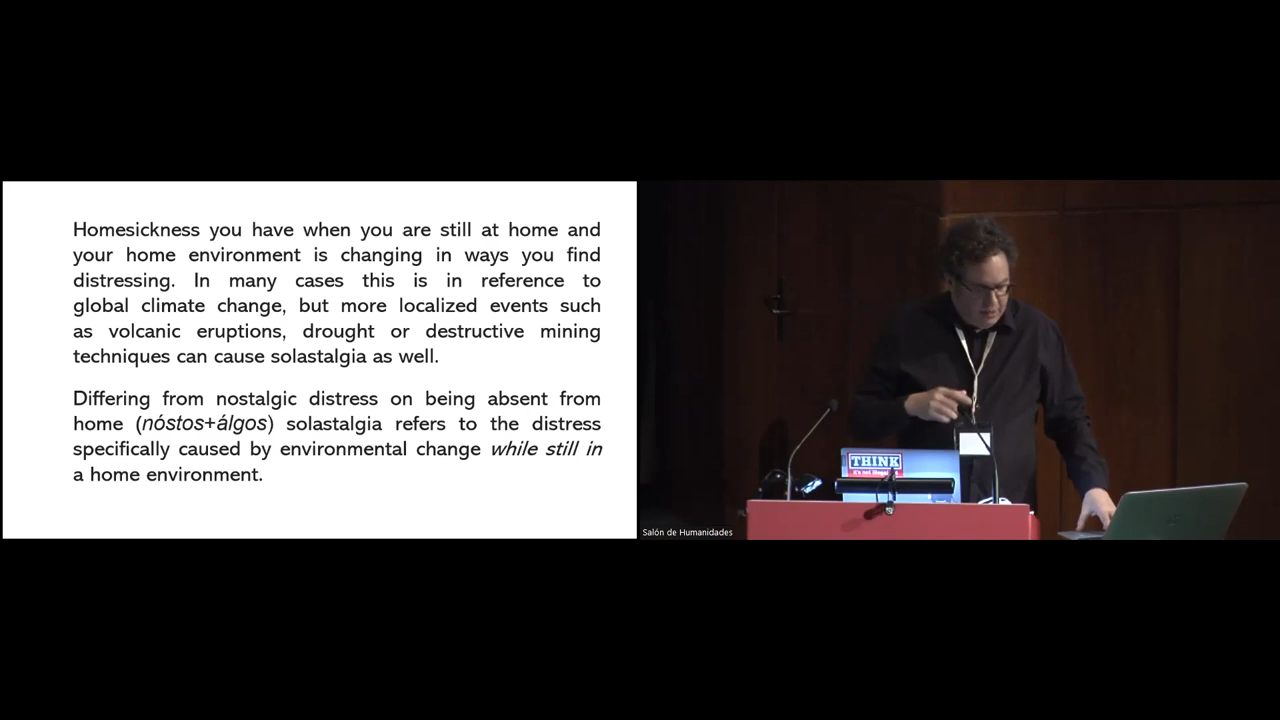 Homesickness you have when you are still at home and
your home environment is changing in ways you find
distressing. In many cases this is in reference to
global climate change, but more localized events such
as volcanic eruptions, drought or destructive mining
techniques can cause solastalgia as well.
Differing from nostalgic distress on being absent from
home (nóstos+álgos) solastalgia refers to the distress
specifically caused by environmental change while still in
a home environment.
THINK
it's not illegal
Salón de Humanidades